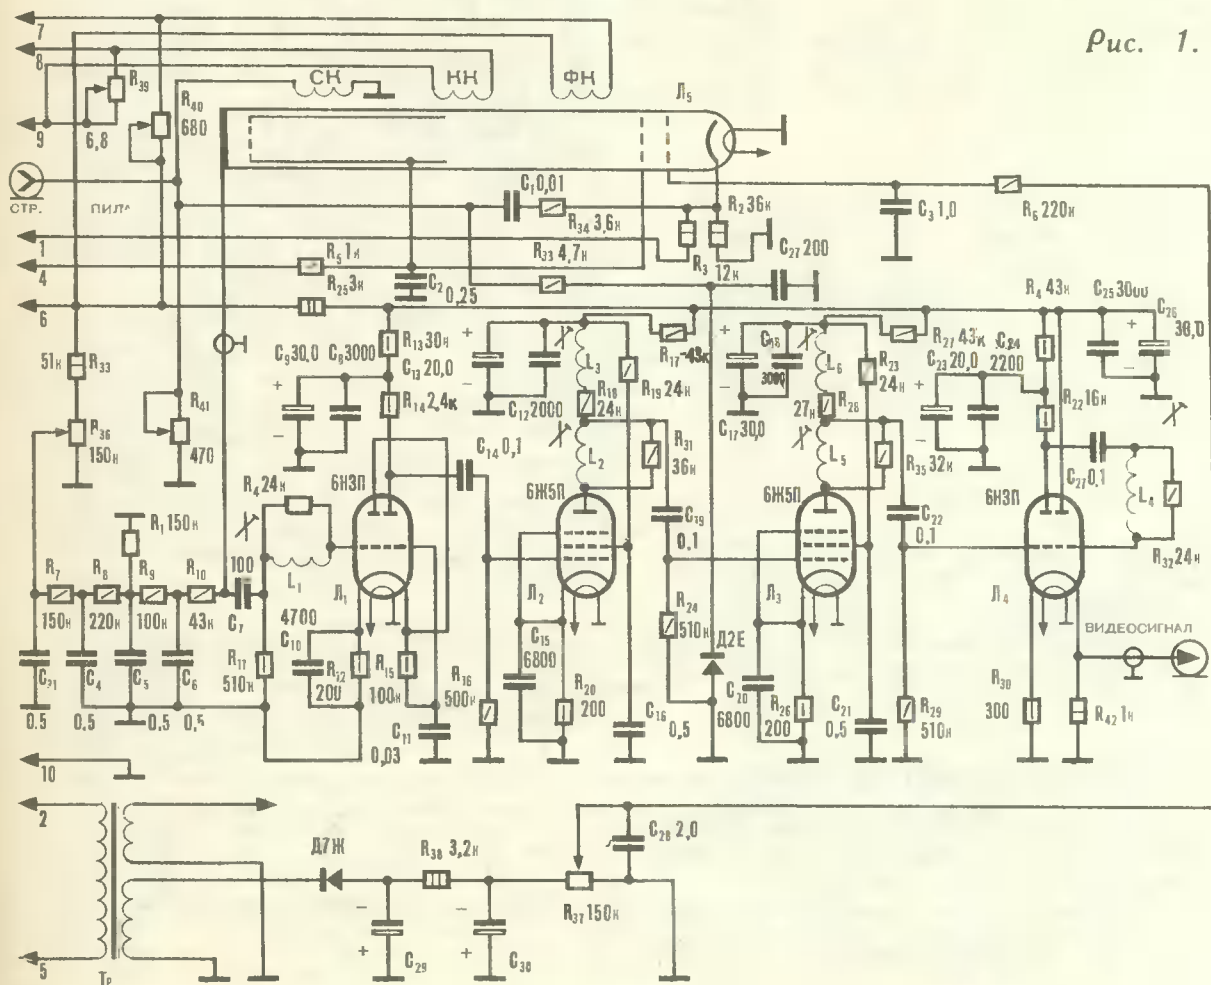 Рис. 1.
7
8
9
R39
6,8
R40
680
СК
КК
ФК
Л5
СТР.
ПИЛА
1
4
6
C1 0,01
R34 3,6к
R2 36к
R33 4,7к
R3 12к
C27 200
C3 1,0
R6 220к
R5 1к
R25 3к
C2 0,25
51к R33
R36
150к
R41
470
R13 30к
C9 30,0
C8 3000
C13 20,0
R14 2,4к
C12 2000
L3
R18
24к
R17 43к
R19 24к
L2
R31
36к
C14 0,1
C17 30,0
C18
3000
L6
27к R28
L5
R23
24к
R27 43к
C23 20,0
C24
2200
R35 32к
R4 43к
C25 3000
C26
30,0
R22 16к
C27 0,1
L4
R32 24к
R4 24к
6Н3П
6Ж5П
6Ж5П
6Н3П
R1 150к
100
L1
Л1
Л2
Л3
Л4
C19
0,1
C22
0,1
R7
R8
R9
R10
150к
220к
100к
43к
C7
C31
C4
C5
C6
0,5
0,5
0,5
0,5
R11
510к
4700
C10
R12
200
R15
100к
C11
0,03
R16
500к
C15
6800
R20
200
C16
0,5
R24
510к
Д2Е
C20
6800
R26
200
C21
0,5
R29
510к
R30
300
R42 1к
ВИДЕОСИГНАЛ
10
2
5
Тр
Д7Ж
R38 3,2к
C29
C30
R37 150к
C28 2,0